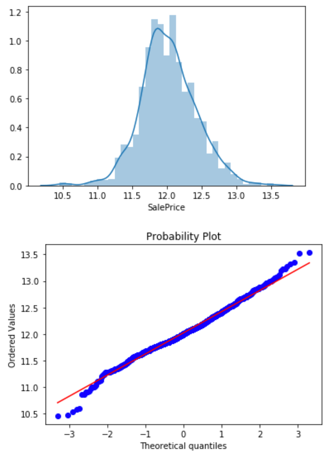 1.2
1.0
0.8
0.6
0.4
0.2
0.0
10.5 11.0 11.5 12.0 12.5 13.0 13.5
SalePrice
Probability Plot
13.5
13.0
12.5
12.0
11.5
11.0
10.5
Ordered Values
−3 −2 −1 0 1 2 3
Theoretical quantiles